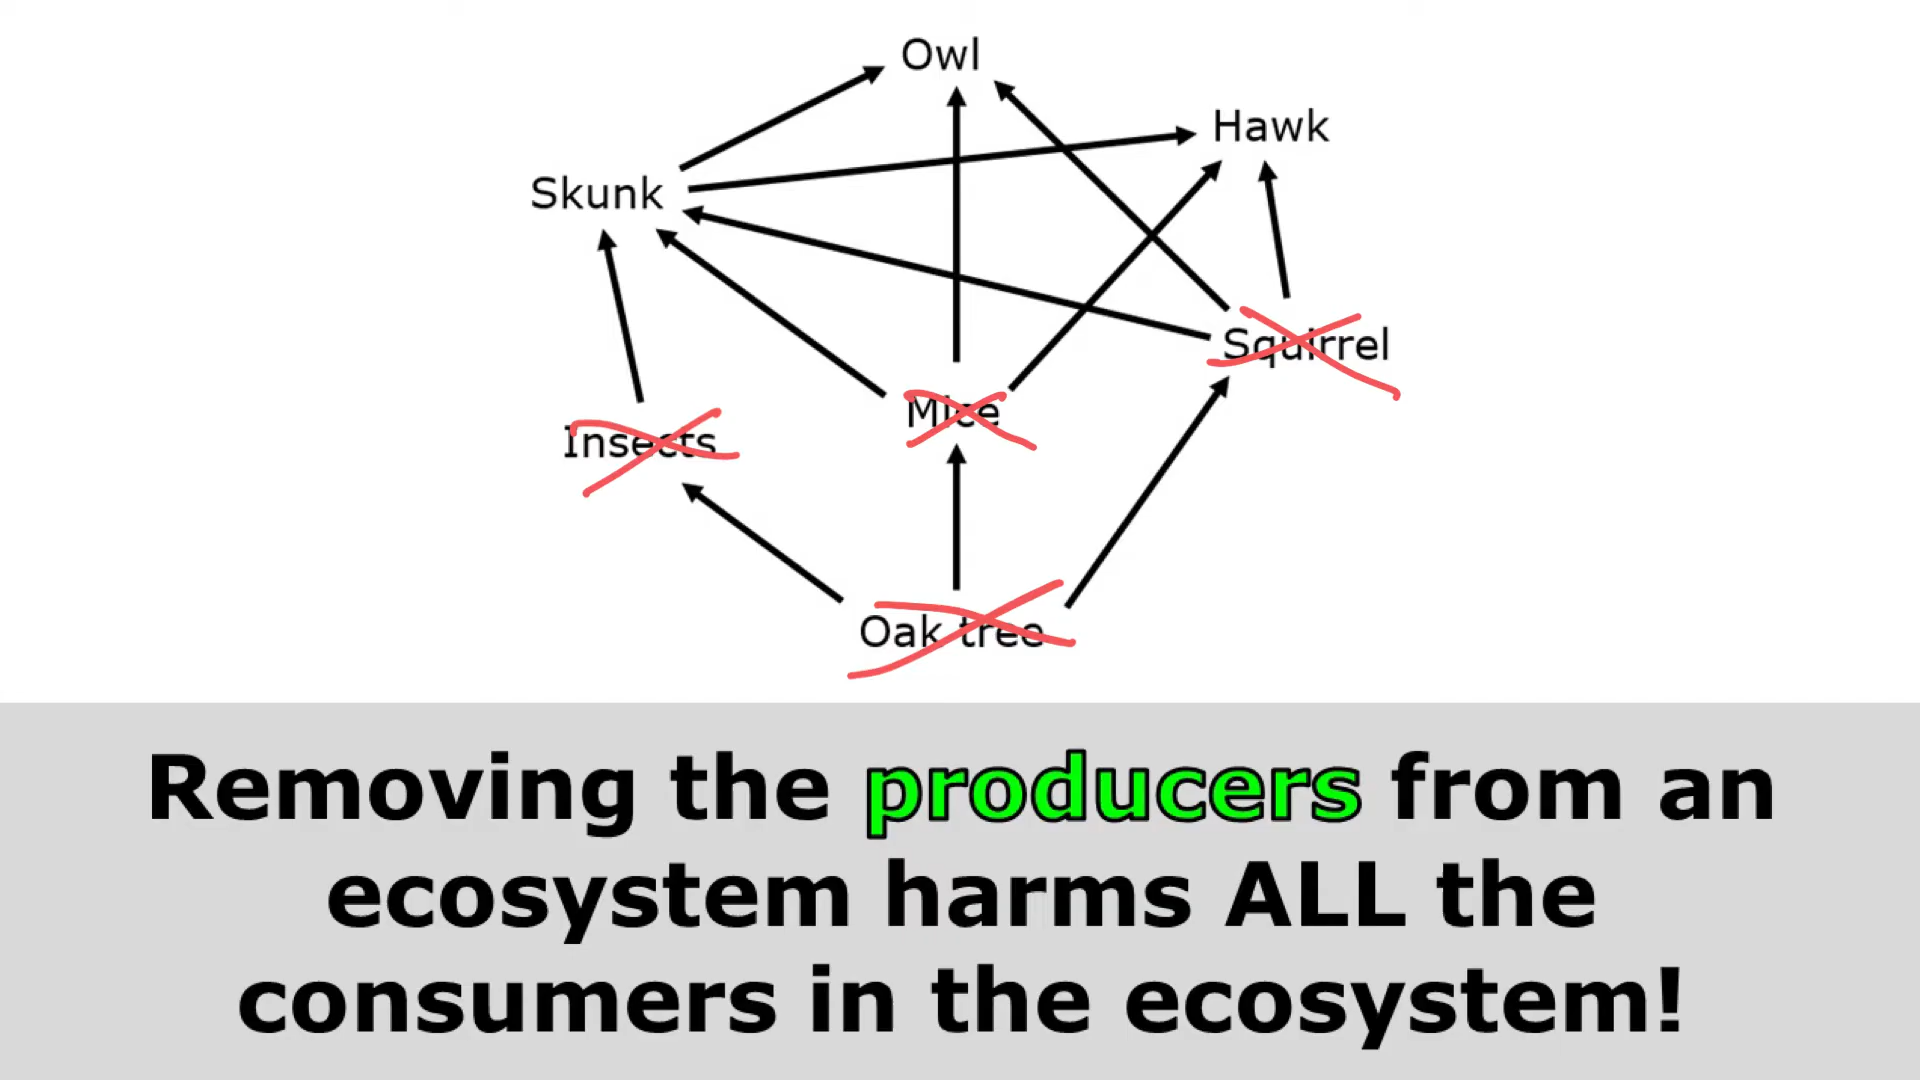 Owl
Hawk
Skunk
Squirrel
Mice
Insects
Oak tree
Removing the producers from an
ecosystem harms ALL the
consumers in the ecosystem!